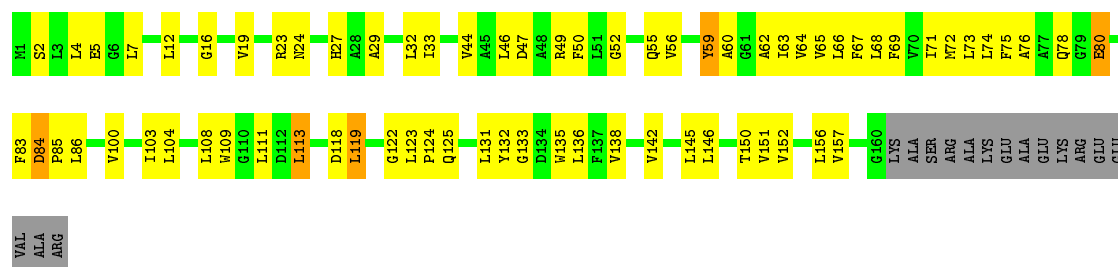 M1 S2 L3 L4 E5 G6 L7 L12 G16 V19 R23 N24 H27 A28 A29 L32 I33 V44 A45 L46 D47 A48 R49 F50 L51 G52 Q55 V56 Y59 A60 G61 A62 I63 V64 V65 L66 F67 L68 F69 V70 I71 M72 L73 L74 F75 A76 A77 Q78 G79 E80
F83 D84 P85 L86 V100 I103 L104 L108 W109 G110 L111 D112 L113 D118 L119 G122 L123 P124 Q125 L131 Y132 G133 D134 W135 L136 F137 V138 V142 L145 L146 T150 V151 V152 L156 V157 G160 LYS ALA SER ARG ALA LYS GLU ALA GLU LYS ARG GLU GLU
VAL ALA ARG